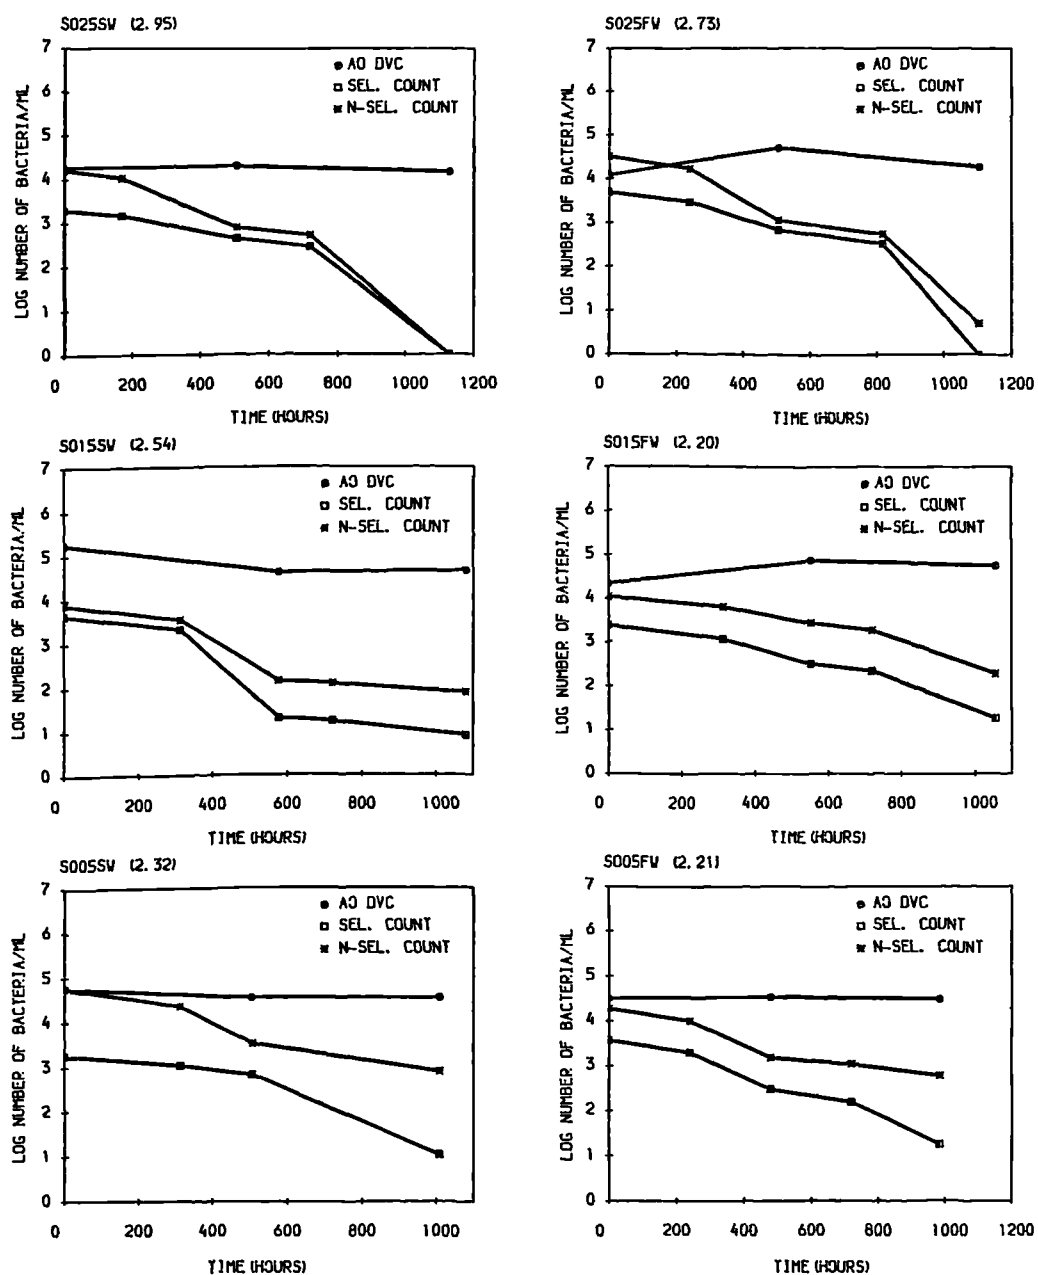 S025SW (2.95)
7
6
5
4
3
2
1
0
LOG NUMBER OF BACTERIA/ML
AO DVC
SEL. COUNT
N-SEL. COUNT
0 200 400 600 800 1000 1200
TIME (HOURS)
S025FW (2.73)
7
6
5
4
3
2
1
0
LOG NUMBER OF BACTERIA/ML
AO DVC
SEL. COUNT
N-SEL. COUNT
0 200 400 600 800 1000 1200
TIME (HOURS)
S015SW (2.54)
7
6
5
4
3
2
1
0
LOG NUMBER OF BACTERIA/ML
AO DVC
SEL. COUNT
N-SEL. COUNT
0 200 400 600 800 1000
TIME (HOURS)
S015FW (2.20)
7
6
5
4
3
2
1
0
LOG NUMBER OF BACTERIA/ML
AO DVC
SEL. COUNT
N-SEL. COUNT
0 200 400 600 800 1000
TIME (HOURS)
S005SW (2.32)
7
6
5
4
3
2
1
0
LOG NUMBER OF BACTERIA/ML
AO DVC
SEL. COUNT
N-SEL. COUNT
0 200 400 600 800 1000
TIME (HOURS)
S005FW (2.21)
7
6
5
4
3
2
1
0
LOG NUMBER OF BACTERIA/ML
AO DVC
SEL. COUNT
N-SEL. COUNT
0 200 400 600 800 1000 1200
TIME (HOURS)